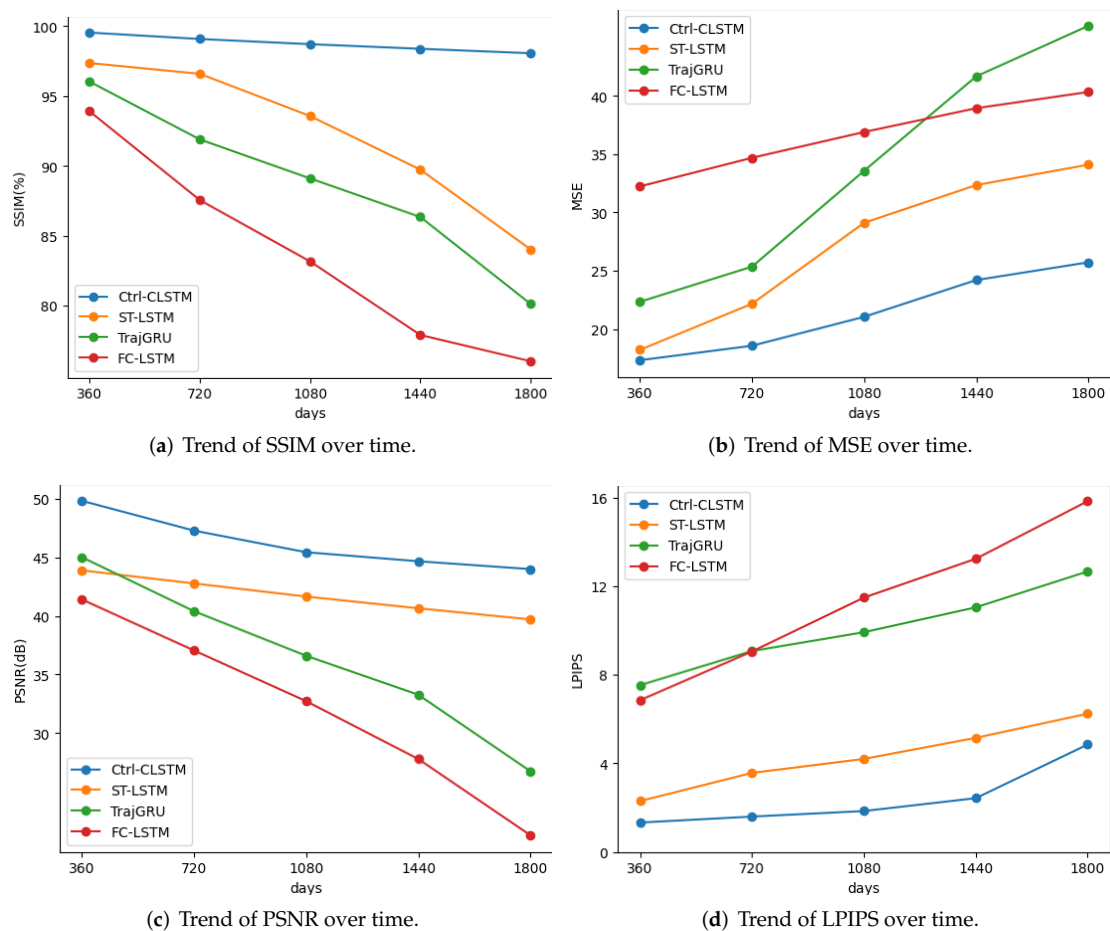 100
95
90
85
80
SSIM(%)
Ctrl-CLSTM
ST-LSTM
TrajGRU
FC-LSTM
360 720 1080 1440 1800
days
(a) Trend of SSIM over time.
40
35
30
25
20
MSE
Ctrl-CLSTM
ST-LSTM
TrajGRU
FC-LSTM
360 720 1080 1440 1800
days
(b) Trend of MSE over time.
50
45
40
35
30
PSNR(dB)
Ctrl-CLSTM
ST-LSTM
TrajGRU
FC-LSTM
360 720 1080 1440 1800
days
(c) Trend of PSNR over time.
16
12
8
4
0
LPIPS
Ctrl-CLSTM
ST-LSTM
TrajGRU
FC-LSTM
360 720 1080 1440 1800
days
(d) Trend of LPIPS over time.